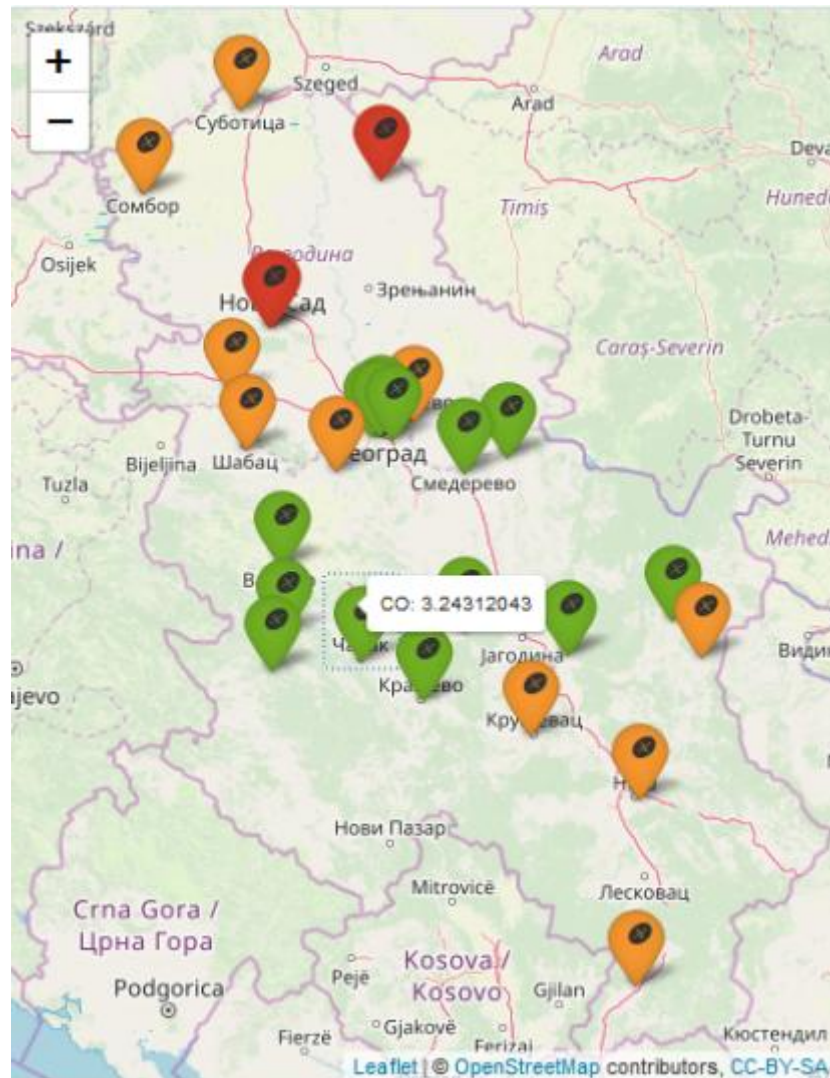 Szekszárd
+
−
Arad
Szeged
Arad
Суботица
Deva
Сомбор
Timiș
Osijek
Зрењанин
Caraș-Severin
Drobeta-
Turnu
Severin
Bijeljina
Шабац
Tuzla
Смедерево
CO: 3.24312043
Јагодина
Нови Пазар
Mitrovicë
Лесковац
Crna Gora /
Црна Гора
Kosova /
Kosovo
Pejë
Gjilan
Podgorica
Gjakovë
Fierzë
Ferizaj
Кюстендил
Leaflet | © OpenStreetMap contributors, CC-BY-SA